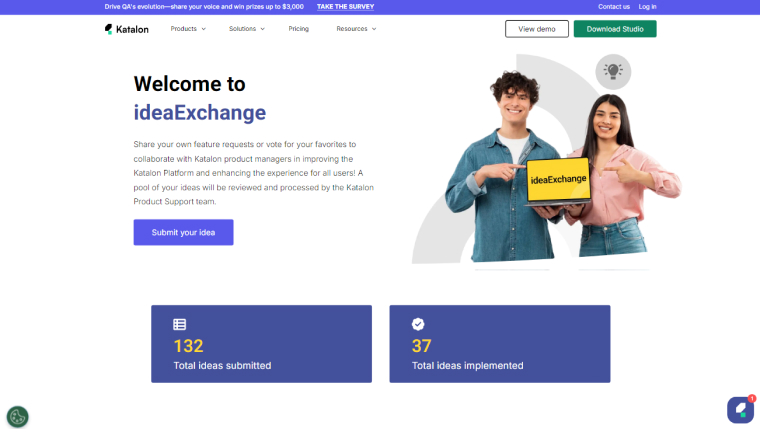 Drive QA's evolution—share your voice and win prizes up to $3,000 TAKE THE SURVEY Contact us Log in
Katalon Products Solutions Pricing Resources View demo Download Studio
Welcome to
ideaExchange
Share your own feature requests or vote for your favorites to
collaborate with Katalon product managers in improving the
Katalon Platform and enhancing the experience for all users! A
pool of your ideas will be reviewed and processed by the Katalon
Product Support team.
Submit your idea
ideaExchange
132
Total ideas submitted
37
Total ideas implemented
1